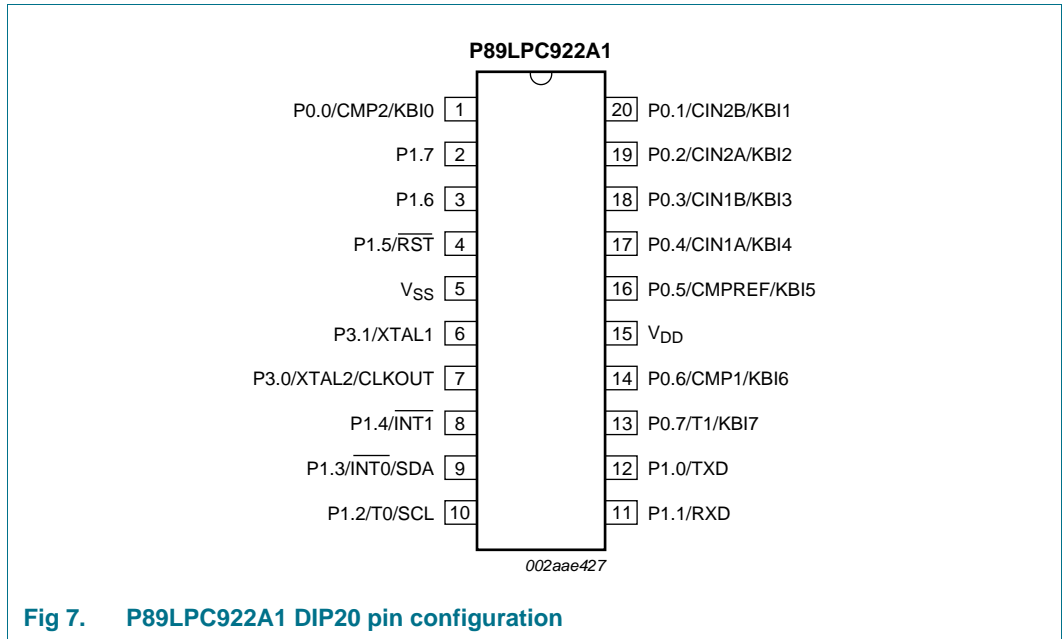 P89LPC922A1
P0.0/CMP2/KBI0 1 20 P0.1/CIN2B/KBI1
P1.7 2 19 P0.2/CIN2A/KBI2
P1.6 3 18 P0.3/CIN1B/KBI3
P1.5/R̅S̅T̅ 4 17 P0.4/CIN1A/KBI4
VSS 5 16 P0.5/CMPREF/KBI5
P3.1/XTAL1 6 15 VDD
P3.0/XTAL2/CLKOUT 7 14 P0.6/CMP1/KBI6
P1.4/I̅N̅T̅1̅ 8 13 P0.7/T1/KBI7
P1.3/I̅N̅T̅0̅/SDA 9 12 P1.0/TXD
P1.2/T0/SCL 10 11 P1.1/RXD
002aae427
Fig 7. P89LPC922A1 DIP20 pin configuration